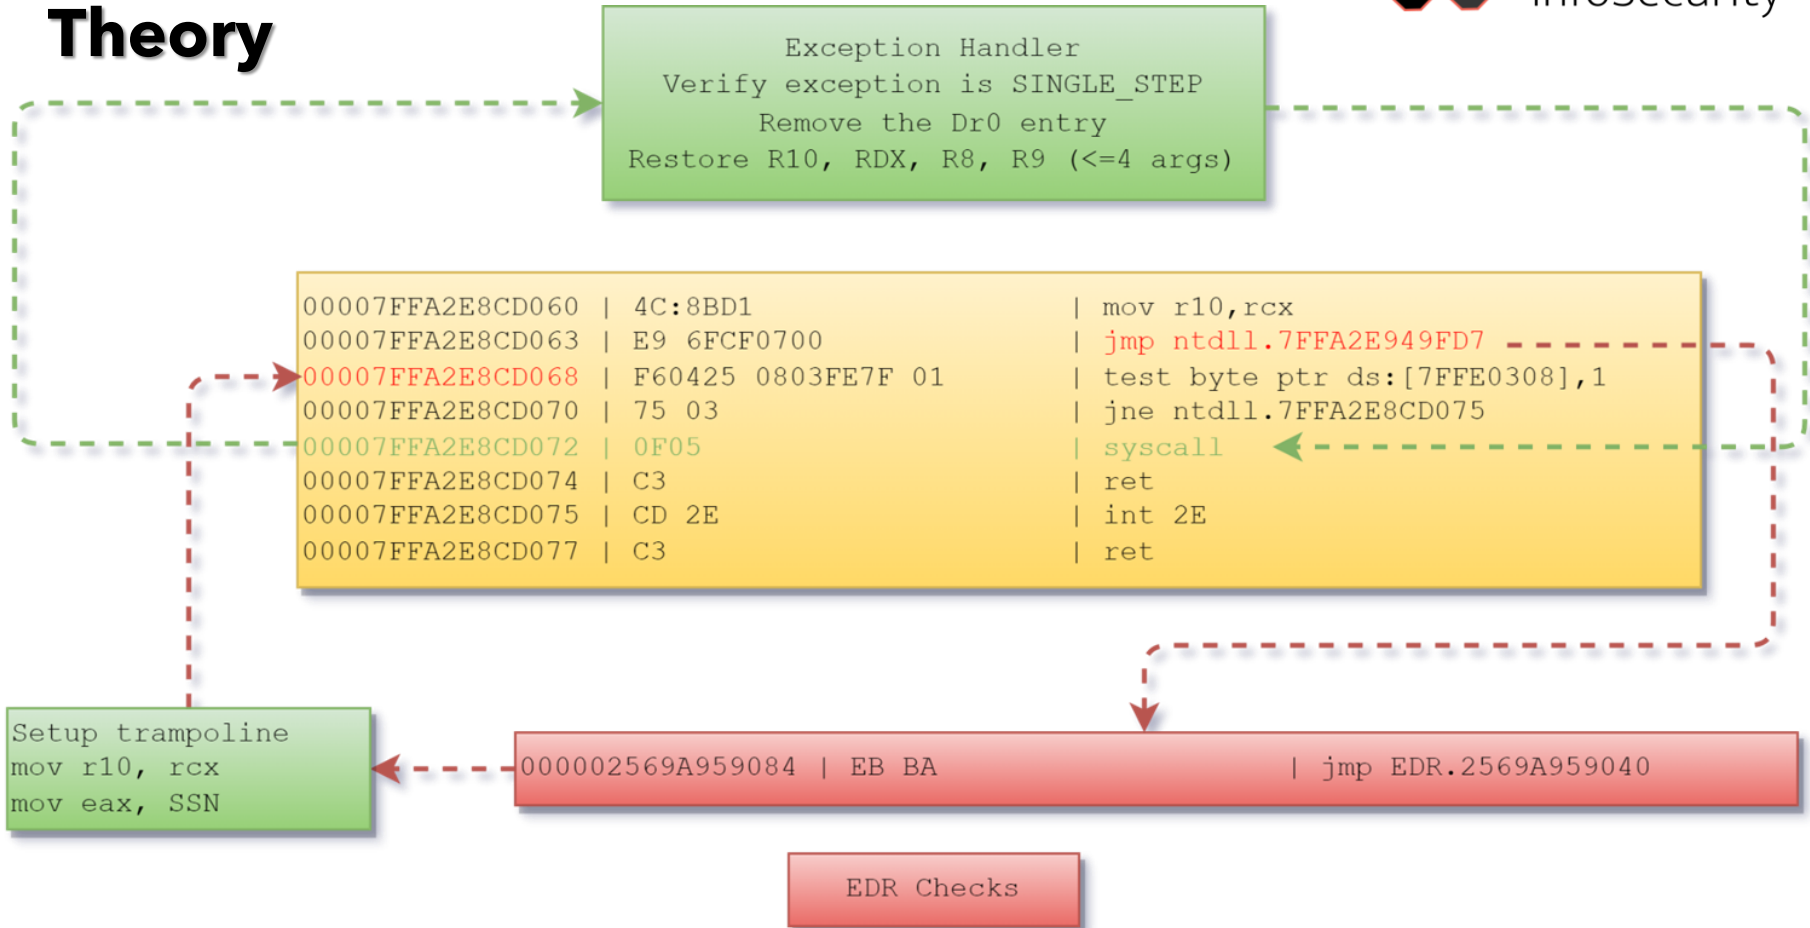 Theory
InfoSecurity
Exception Handler
Verify exception is SINGLE_STEP
Remove the Dr0 entry
Restore R10, RDX, R8, R9 (<=4 args)
00007FFA2E8CD060 | 4C:8BD1 | mov r10,rcx
00007FFA2E8CD063 | E9 6FCF0700 | jmp ntdll.7FFA2E949FD7
00007FFA2E8CD068 | F60425 0803FE7F 01 | test byte ptr ds:[7FFE0308],1
00007FFA2E8CD070 | 75 03 | jne ntdll.7FFA2E8CD075
00007FFA2E8CD072 | 0F05 | syscall
00007FFA2E8CD074 | C3 | ret
00007FFA2E8CD075 | CD 2E | int 2E
00007FFA2E8CD077 | C3 | ret
Setup trampoline
mov r10, rcx
mov eax, SSN
000002569A959084 | EB BA | jmp EDR.2569A959040
EDR Checks